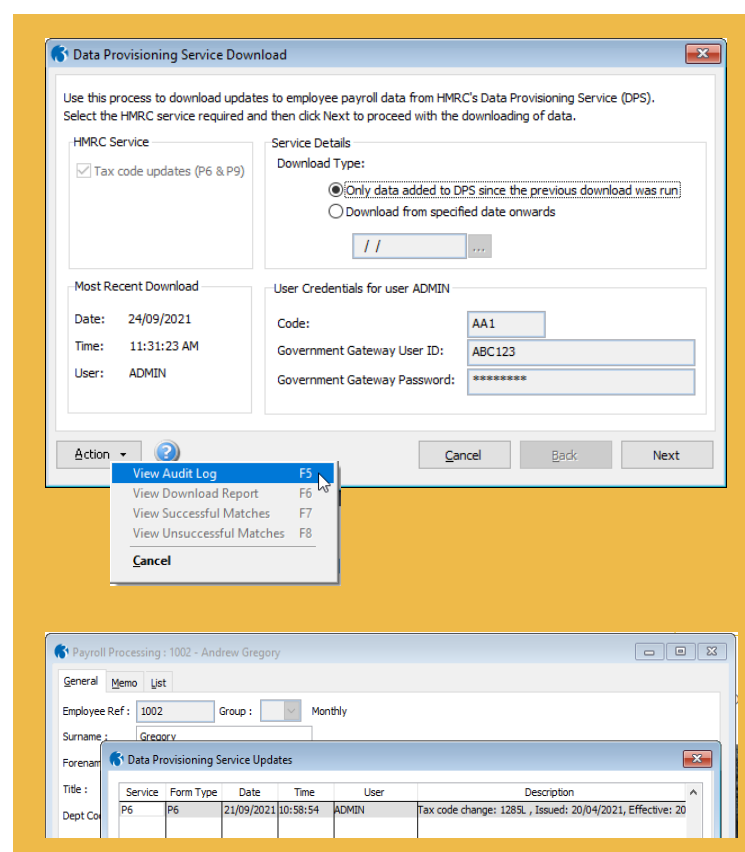 Data Provisioning Service Download
Use this process to download updates to employee payroll data from HMRC's Data Provisioning Service (DPS).
Select the HMRC service required and then click Next to proceed with the downloading of data.
HMRC Service
Tax code updates (P6 & P9)
Service Details
Download Type:
Only data added to DPS since the previous download was run
Download from specified date onwards
/ /
...
Most Recent Download
Date: 24/09/2021
Time: 11:31:23 AM
User: ADMIN
User Credentials for user ADMIN
Code: AA1
Government Gateway User ID: ABC123
Government Gateway Password: ********
Action
Cancel
Back
Next
View Audit Log F5
View Download Report F6
View Successful Matches F7
View Unsuccessful Matches F8
Cancel
Payroll Processing : 1002 - Andrew Gregory
General Memo List
Employee Ref : 1002 Group : Monthly
Surname : Gregory
Forenam
Title :
Dept Co
Data Provisioning Service Updates
Service Form Type Date Time User Description
P6 P6 21/09/2021 10:58:54 ADMIN Tax code change: 1285L , Issued: 20/04/2021, Effective: 20